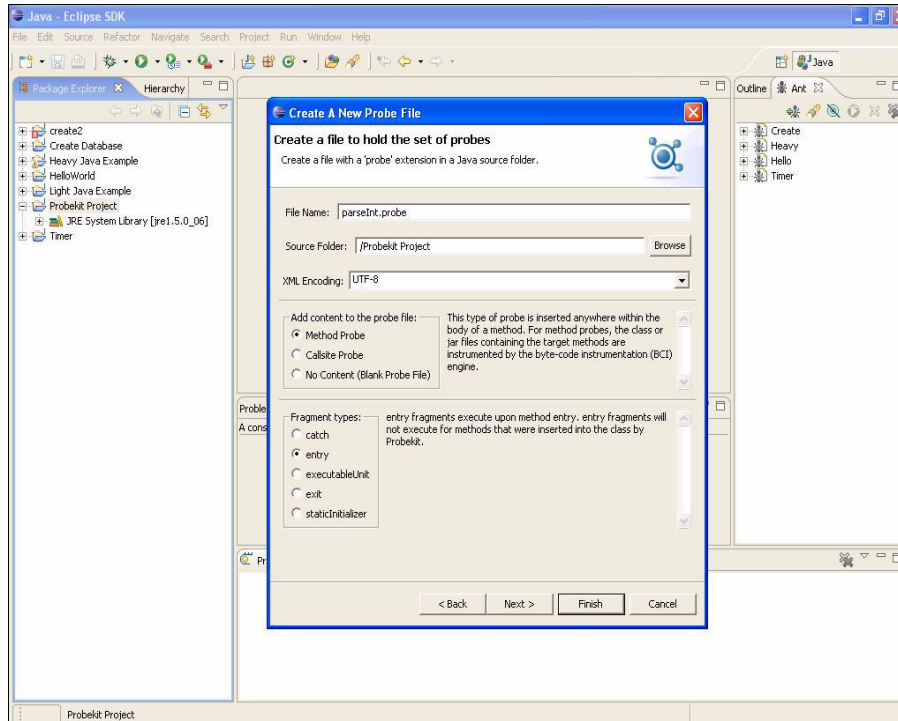 Java - Eclipse SDK
File Edit Source Refactor Navigate Search Project Run Window Help
Java
Package Explorer
Hierarchy
create2
Create Database
Heavy Java Example
HelloWorld
Light Java Example
Probekit Project
JRE System Library [jre1.5.0_06]
Timer
Create A New Probe File
Create a file to hold the set of probes
Create a file with a 'probe' extension in a Java source folder.
File Name: parseInt.probe
Source Folder: /Probekit Project Browse
XML Encoding: UTF-8
Add content to the probe file:
Method Probe
Callsite Probe
No Content (Blank Probe File)
This type of probe is inserted anywhere within the
body of a method. For method probes, the class or
jar files containing the target methods are
instrumented by the byte-code instrumentation (BCI)
engine.
Fragment types:
catch
entry
executableUnit
exit
staticInitializer
entry fragments execute upon method entry. entry fragments will
not execute for methods that were inserted into the class by
Probekit.
< Back Next > Finish Cancel
Proble
A cons
Pr
Outline Ant
Create
Heavy
Hello
Timer
Probekit Project